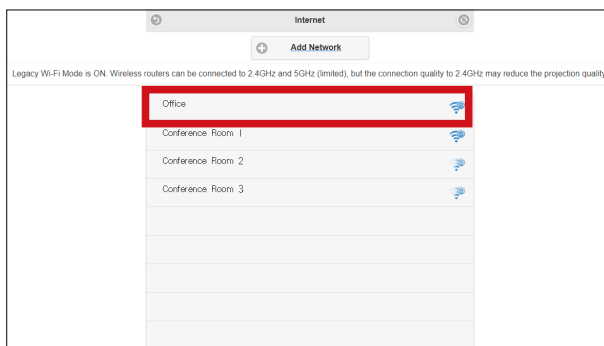 Internet
Add Network
Legacy Wi-Fi Mode is ON. Wireless routers can be connected to 2.4GHz and 5GHz (limited), but the connection quality to 2.4GHz may reduce the projection quality
Office
Conference Room 1
Conference Room 2
Conference Room 3